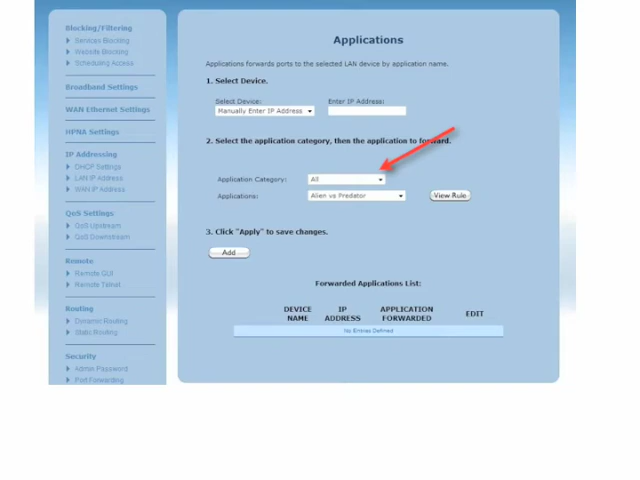 Blocking/Filtering
Services Blocking
Website Blocking
Scheduling Access
Broadband Settings
WAN Ethernet Settings
HPNA Settings
IP Addressing
DHCP Settings
LAN IP Address
WAN IP Address
QoS Settings
QoS Upstream
QoS Downstream
Remote
Remote GUI
Remote Telnet
Routing
Dynamic Routing
Static Routing
Security
Admin Password
Port Forwarding
Applications
Applications forwards ports to the selected LAN device by application name.
1. Select Device.
Select Device: Enter IP Address:
Manually Enter IP Address
2. Select the application category, then the application to forward.
Application Category: All
Applications: Alien vs Predator View Rule
3. Click "Apply" to save changes.
Add
Forwarded Applications List:
DEVICE NAME IP ADDRESS APPLICATION FORWARDED EDIT
No Entries Defined